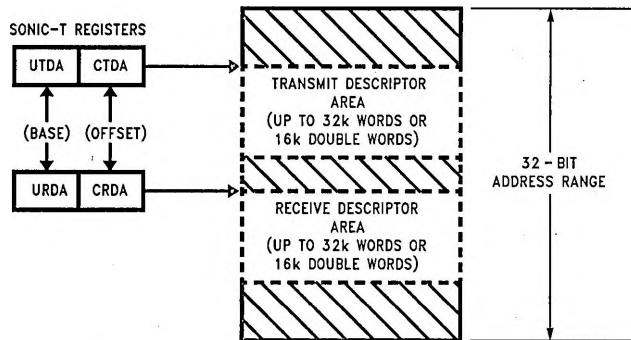 SONIC-T REGISTERS
UTDA CTDA
(BASE) (OFFSET)
URDA CRDA
TRANSMIT DESCRIPTOR
AREA
(UP TO 32k WORDS OR
16k DOUBLE WORDS)
RECEIVE DESCRIPTOR
AREA
(UP TO 32k WORDS OR
16k DOUBLE WORDS)
32-BIT
ADDRESS RANGE